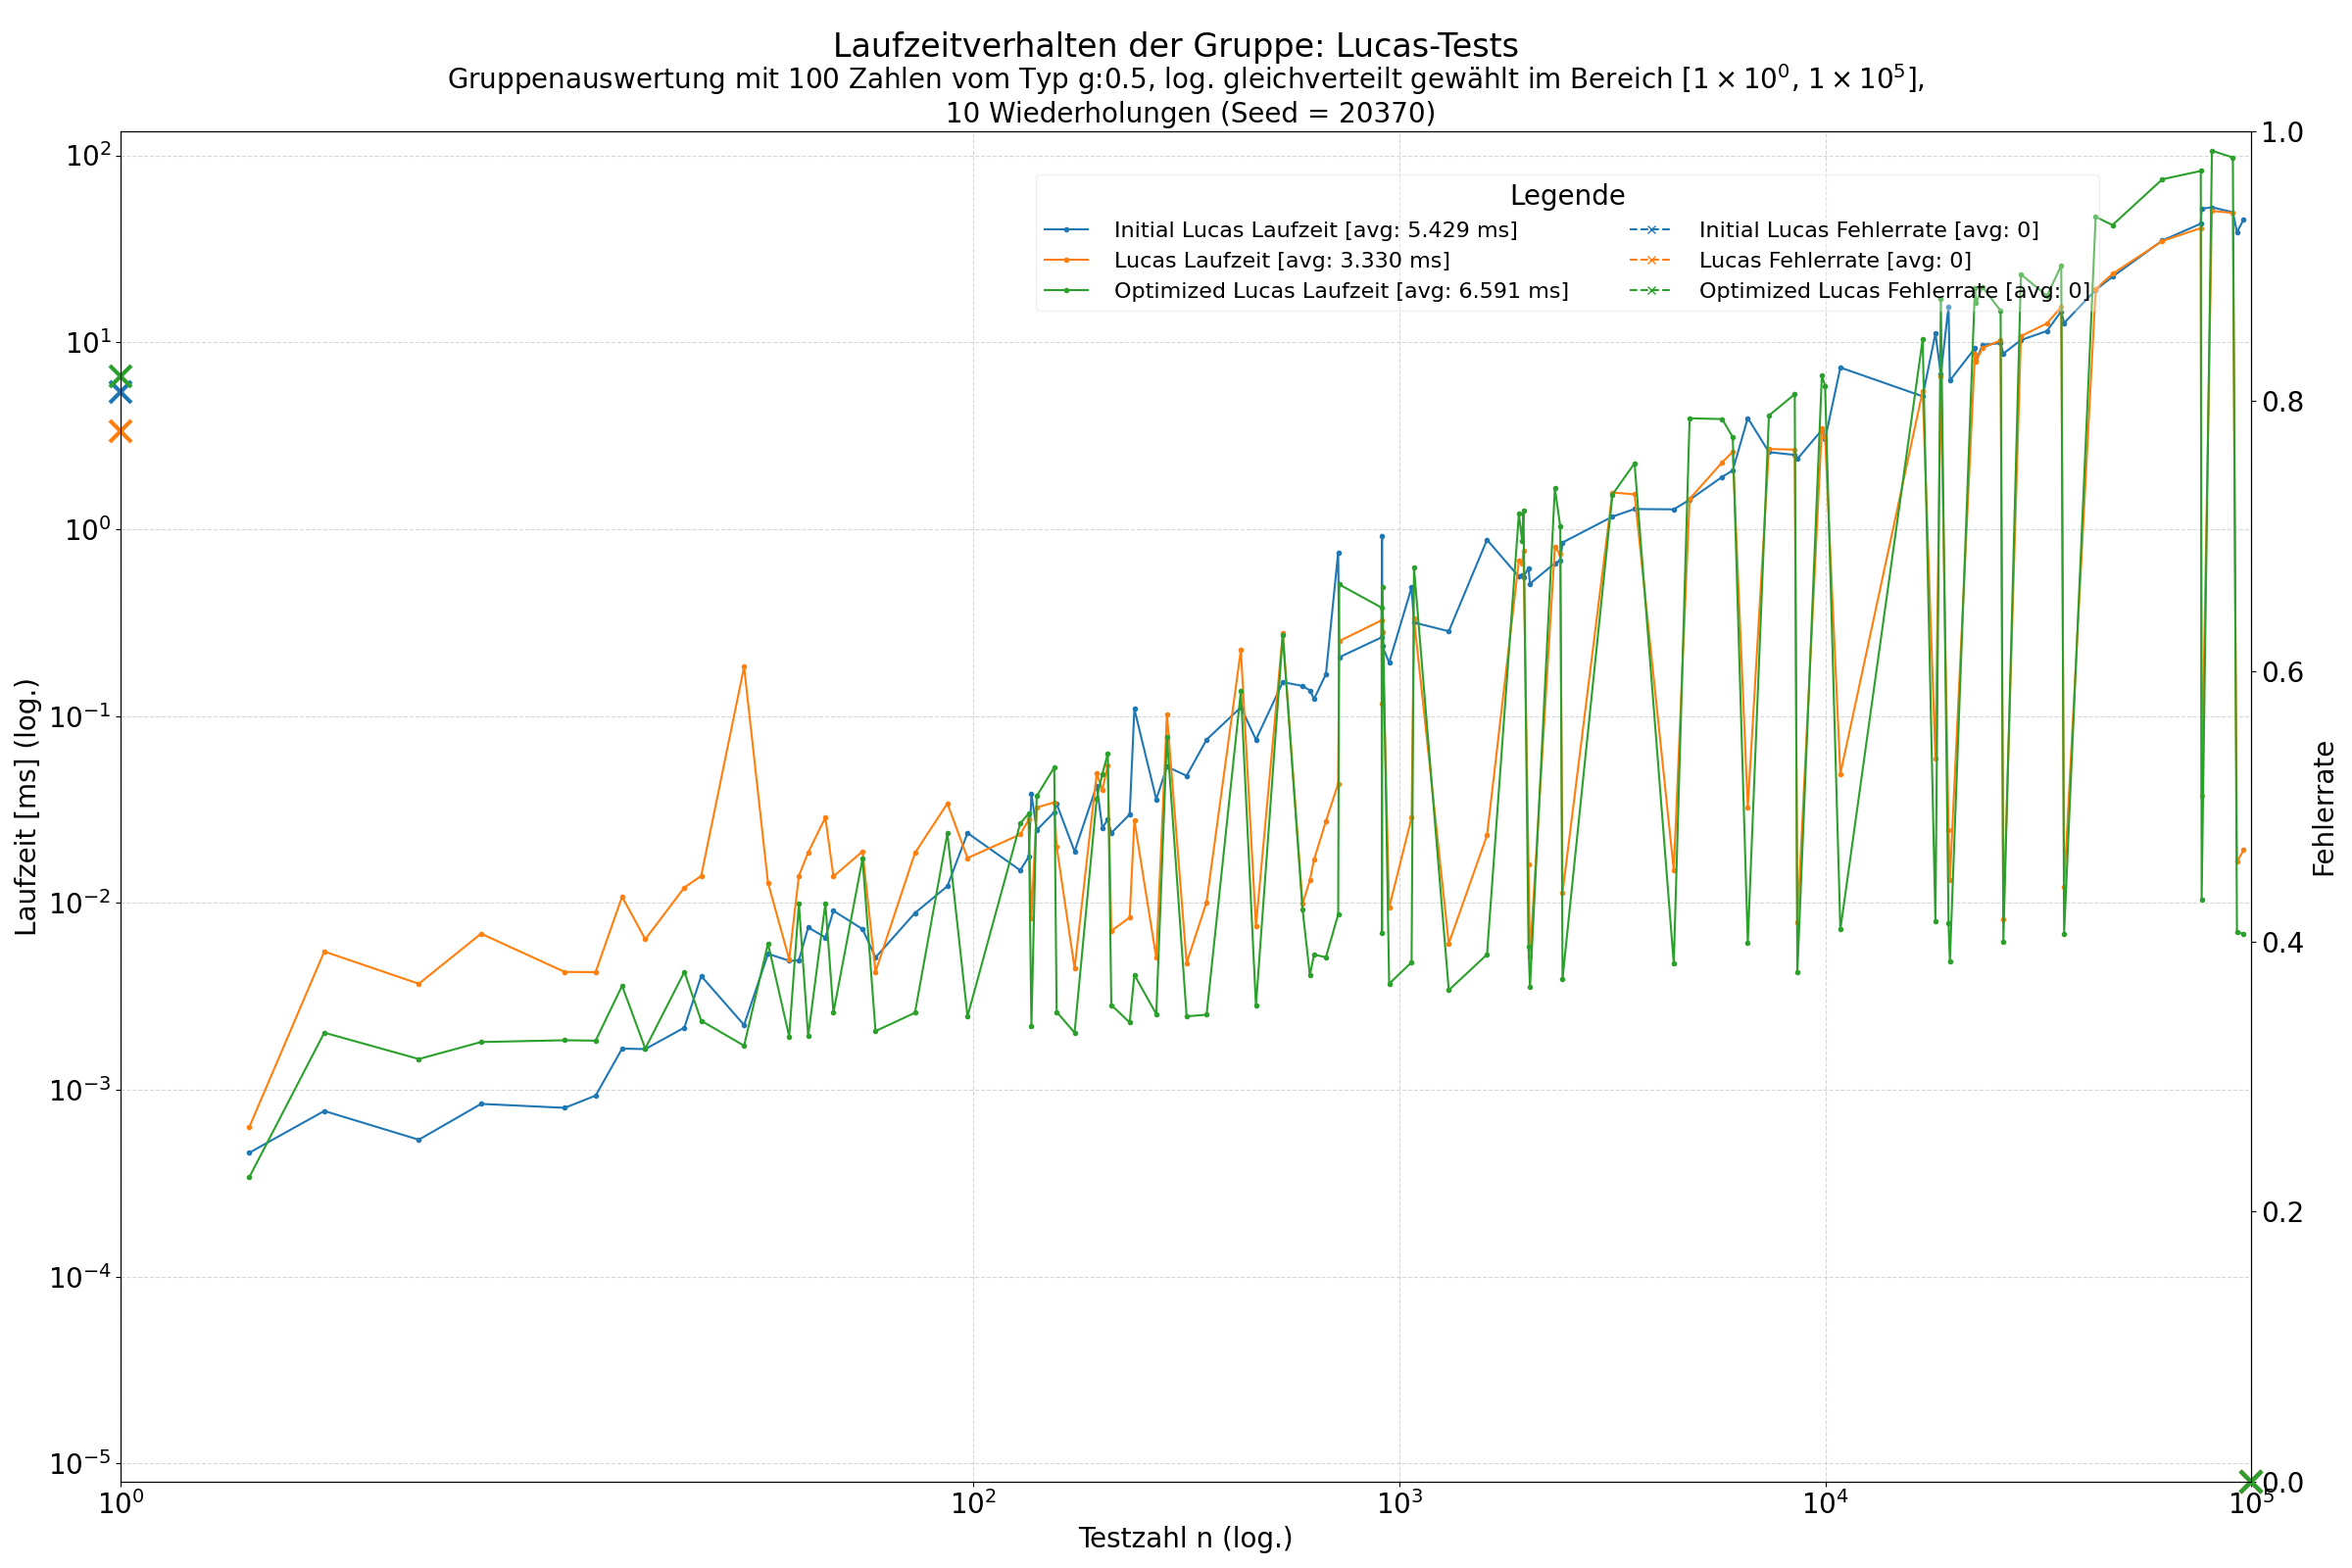 Laufzeitverhalten der Gruppe: Lucas-Tests
Gruppenauswertung mit 100 Zahlen vom Typ g:0.5, log. gleichverteilt gewählt im Bereich [1 × 10⁰, 1 × 10⁵],
10 Wiederholungen (Seed = 20370)
Legende
Initial Lucas Laufzeit [avg: 5.429 ms]
Lucas Laufzeit [avg: 3.330 ms]
Optimized Lucas Laufzeit [avg: 6.591 ms]
Initial Lucas Fehlerrate [avg: 0]
Lucas Fehlerrate [avg: 0]
Optimized Lucas Fehlerrate [avg: 0]
Laufzeit [ms] (log.)
10²
10¹
10⁰
10⁻¹
10⁻²
10⁻³
10⁻⁴
10⁻⁵
10⁰
10²
10³
10⁴
10⁵
Testzahl n (log.)
1.0
0.8
0.6
0.4
0.2
0.0
Fehlerrate